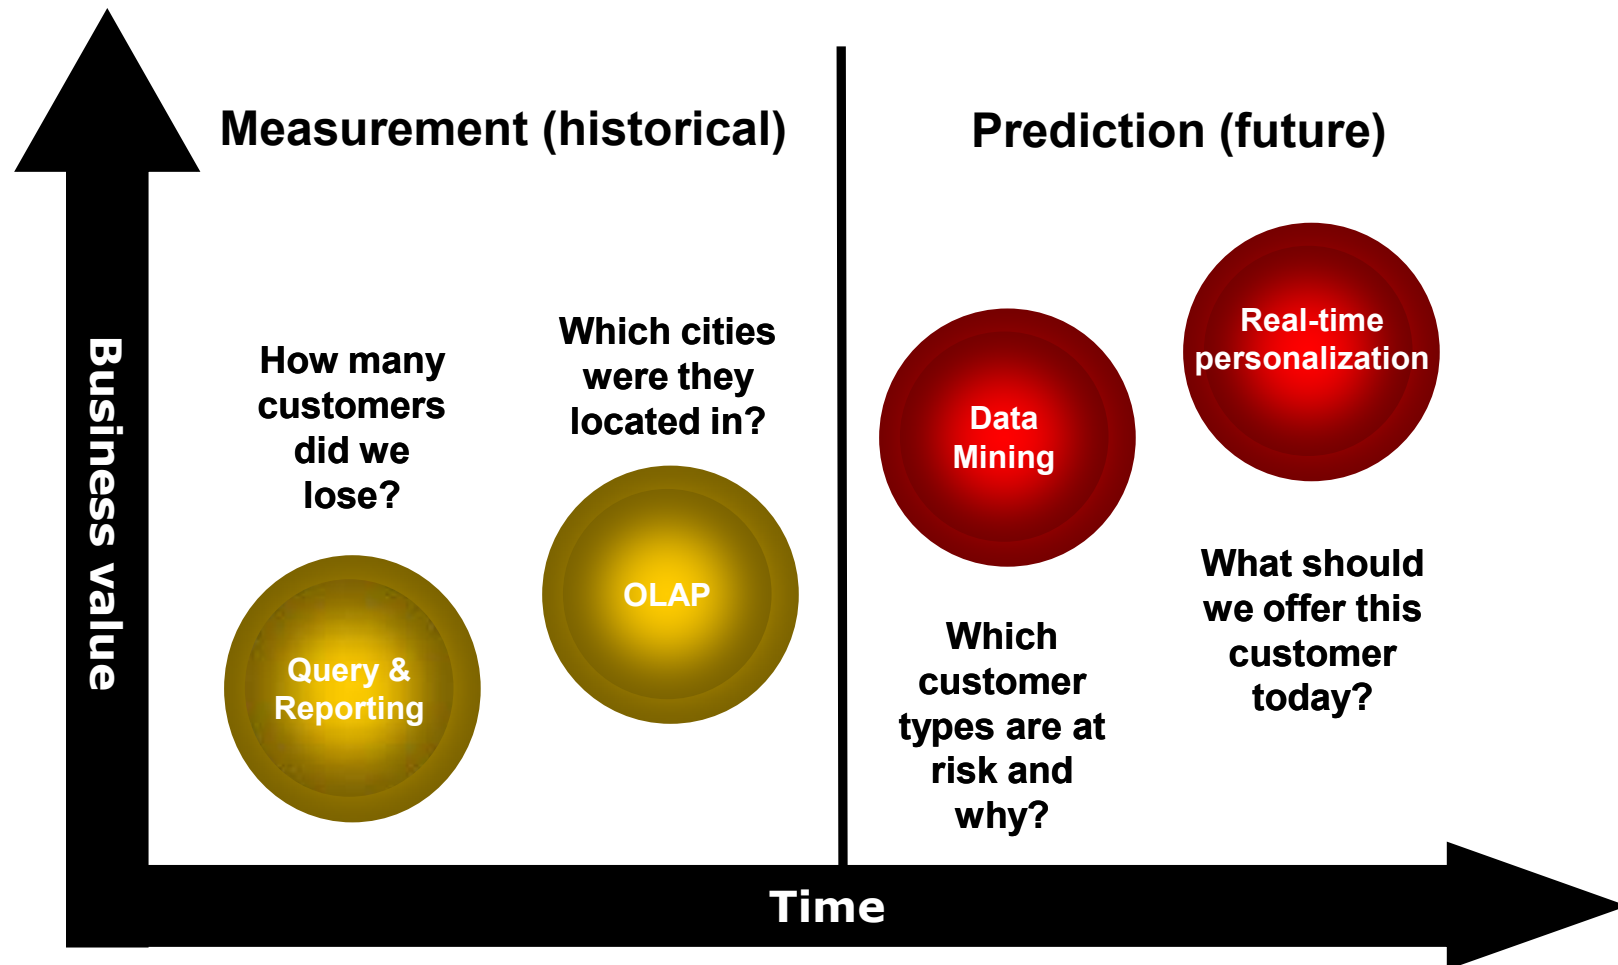 Measurement (historical)
Prediction (future)
Business value
How many
customers
did we
lose?
Query &
Reporting
Which cities
were they
located in?
OLAP
Data
Mining
Which
customer
types are at
risk and
why?
Real-time
personalization
What should
we offer this
customer
today?
Time